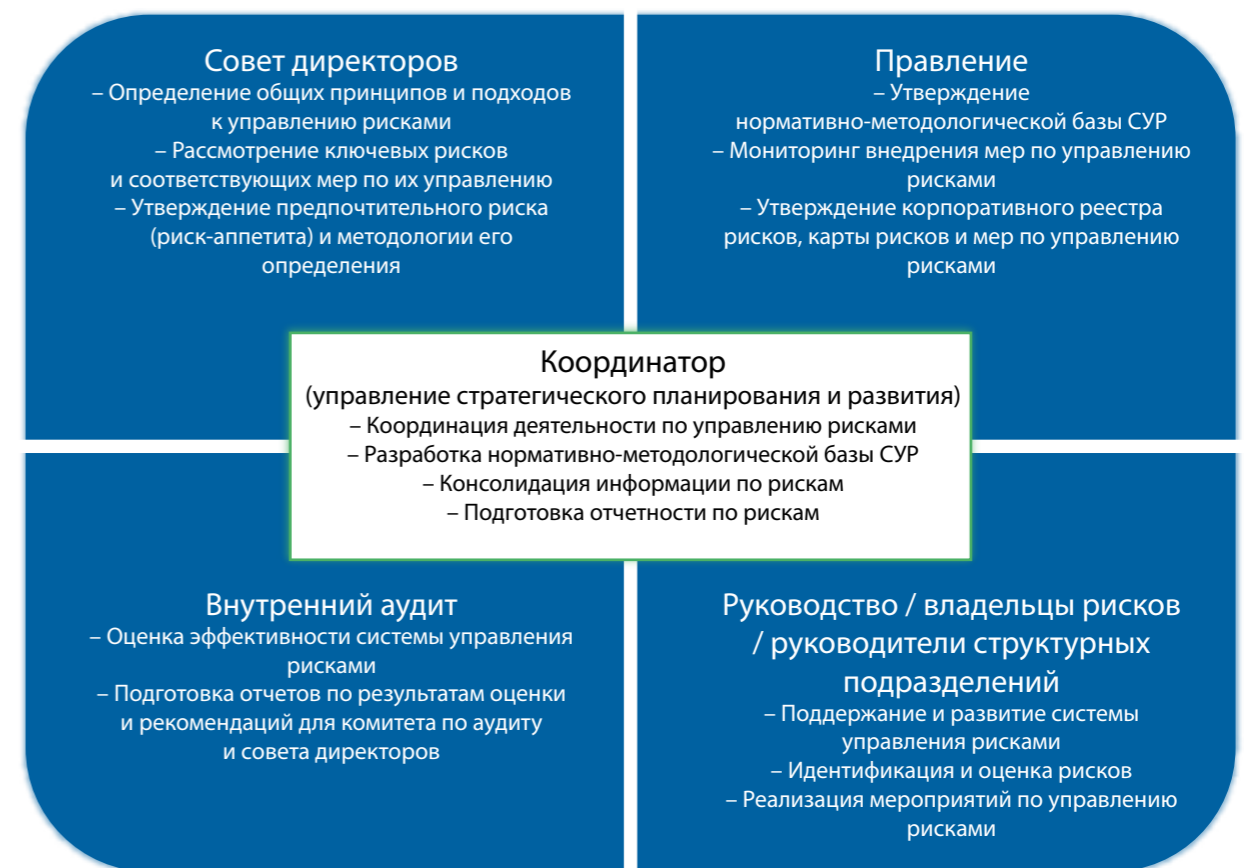 Совет директоров
– Определение общих принципов и подходов
к управлению рисками
– Рассмотрение ключевых рисков
и соответствующих мер по их управлению
– Утверждение предпочтительного риска
(риск-аппетита) и методологии его
определения
Правление
– Утверждение
нормативно-методологической базы СУР
– Мониторинг внедрения мер по управлению
рисками
– Утверждение корпоративного реестра
рисков, карты рисков и мер по управлению
рисками
Координатор
(управление стратегического планирования и развития)
– Координация деятельности по управлению рисками
– Разработка нормативно-методологической базы СУР
– Консолидация информации по рискам
– Подготовка отчетности по рискам
Внутренний аудит
– Оценка эффективности системы управления
рисками
– Подготовка отчетов по результатам оценки
и рекомендаций для комитета по аудиту
и совета директоров
Руководство / владельцы рисков
/ руководители структурных
подразделений
– Поддержание и развитие системы
управления рисками
– Идентификация и оценка рисков
– Реализация мероприятий по управлению
рисками